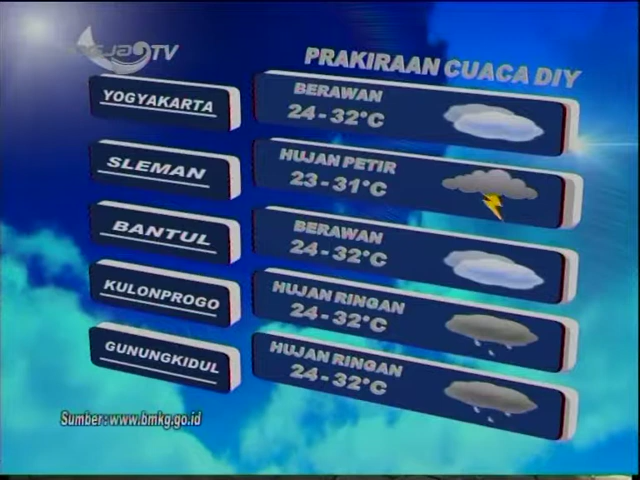 JOGJA TV
PRAKIRAAN CUACA DIY
YOGYAKARTA
BERAWAN
24 - 32°C
SLEMAN
HUJAN PETIR
23 - 31°C
BANTUL
BERAWAN
24 - 32°C
KULONPROGO
HUJAN RINGAN
24 - 32°C
GUNUNGKIDUL
HUJAN RINGAN
24 - 32°C
Sumber: www.bmkg.go.id